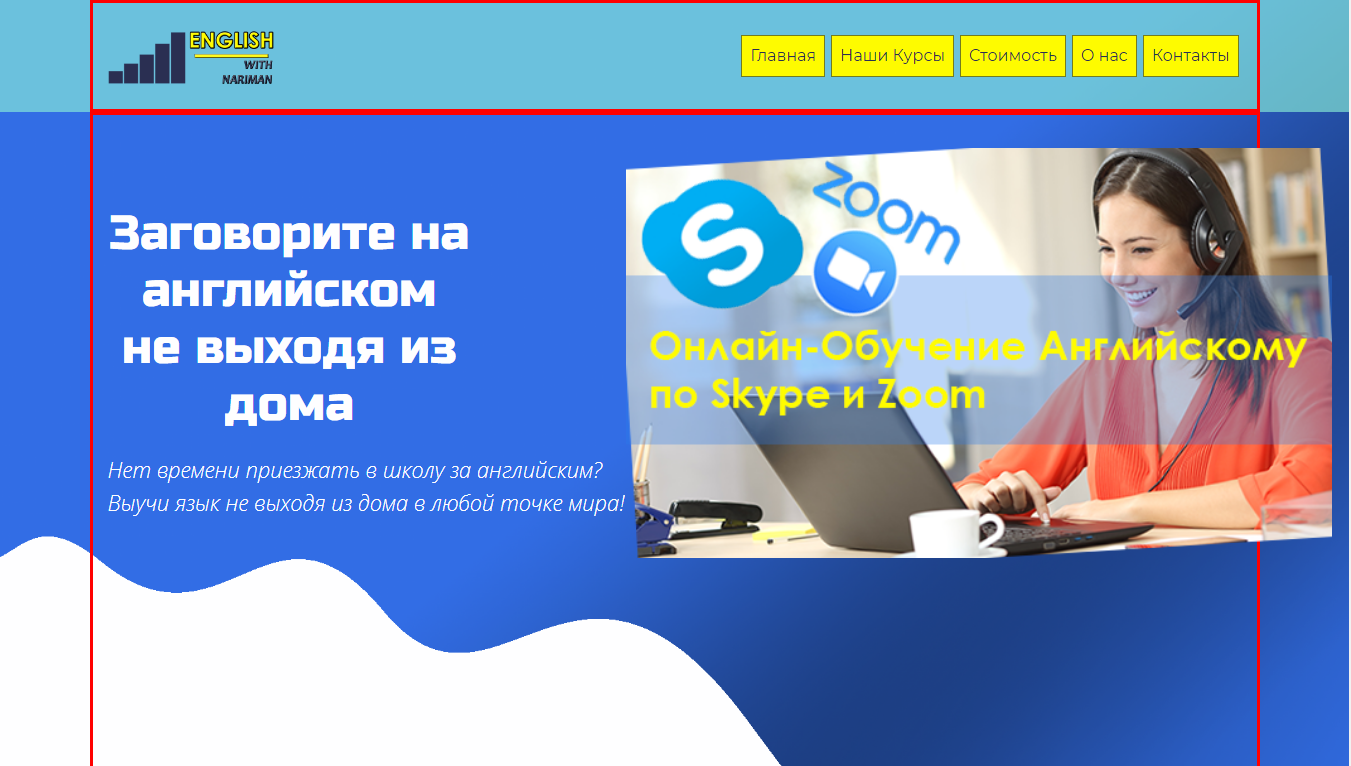 ENGLISH
WITH
NARIMAN
Главная
Наши Курсы
Стоимость
О нас
Контакты
Заговорите на
английском
не выходя из
дома
Нет времени приезжать в школу за английским?
Выучи язык не выходя из дома в любой точке мира!
S
zoom
Онлайн-Обучение Английскому
по Skype и Zoom